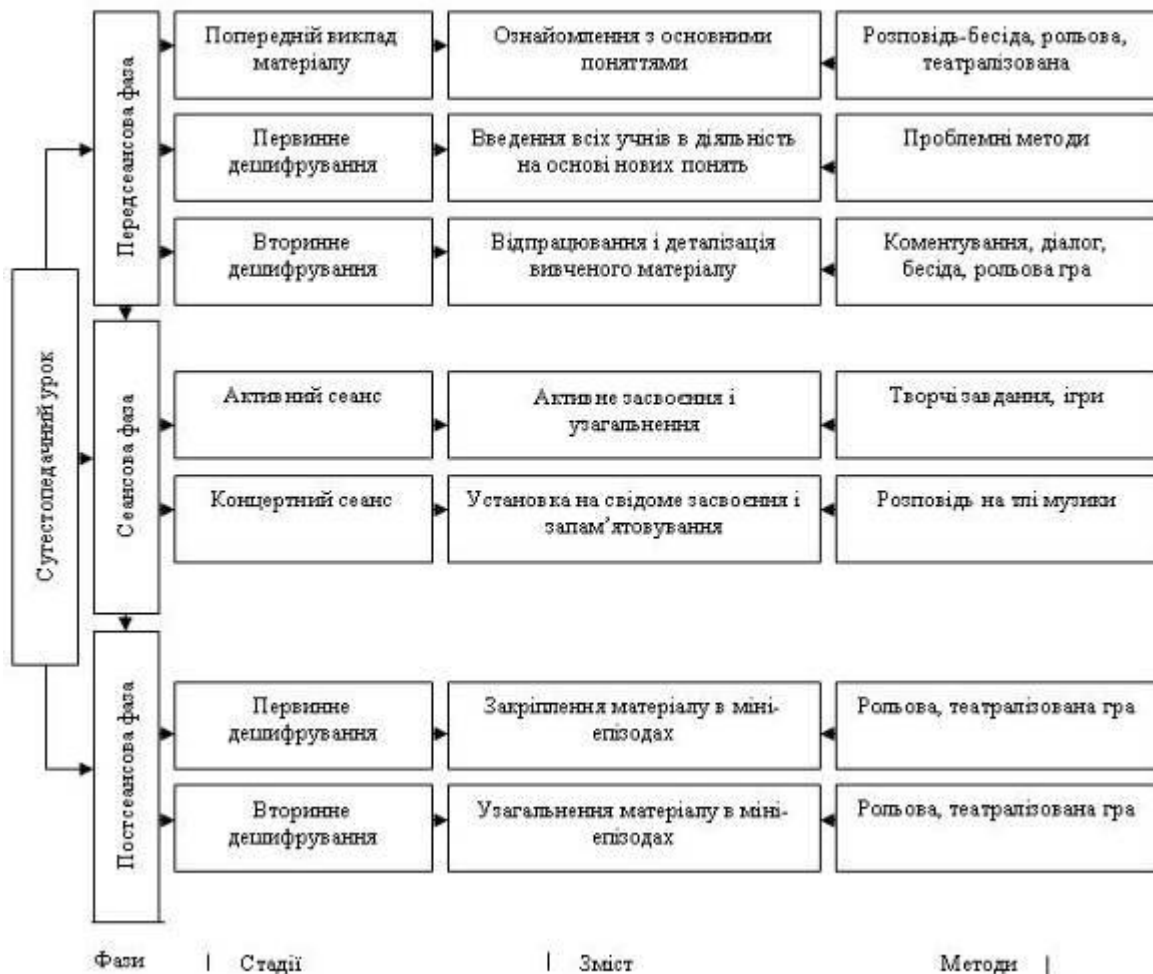 Сугестопедачний урок
Передсеансова фаза
Попередній виклад
матеріалу
Ознайомлення з основними
поняттями
Розповідь-бесіда, рольова,
театралізована
Первинне
дешифрування
Введення всіх учнів в діяльність
на основі нових понять
Проблемні методи
Вторинне
дешифрування
Відпрацювання і деталізація
вивченого матеріалу
Коментування, діалог,
бесіда, рольова гра
Сеансова фаза
Активний сеанс
Активне засвоєння і
узагальнення
Творчі завдання, ігри
Концертний сеанс
Установка на свідоме засвоєння і
запам’ятовування
Розповідь на тлі музики
Постсеансова фаза
Первинне
дешифрування
Закріплення матеріалу в міні-
епізодах
Рольова, театралізована гра
Вторинне
дешифрування
Узагальнення матеріалу в міні-
епізодах
Рольова, театралізована гра
Фази | Стадії | Зміст Методи |